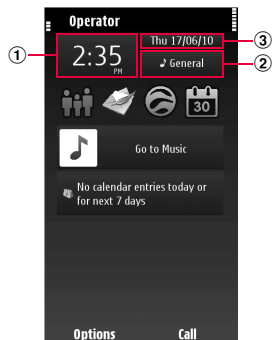 Operator
1
2:35
PM
Thu 17/06/10
3
General
2
30
Go to Music
No calendar entries today or
for next 7 days
Options
Call